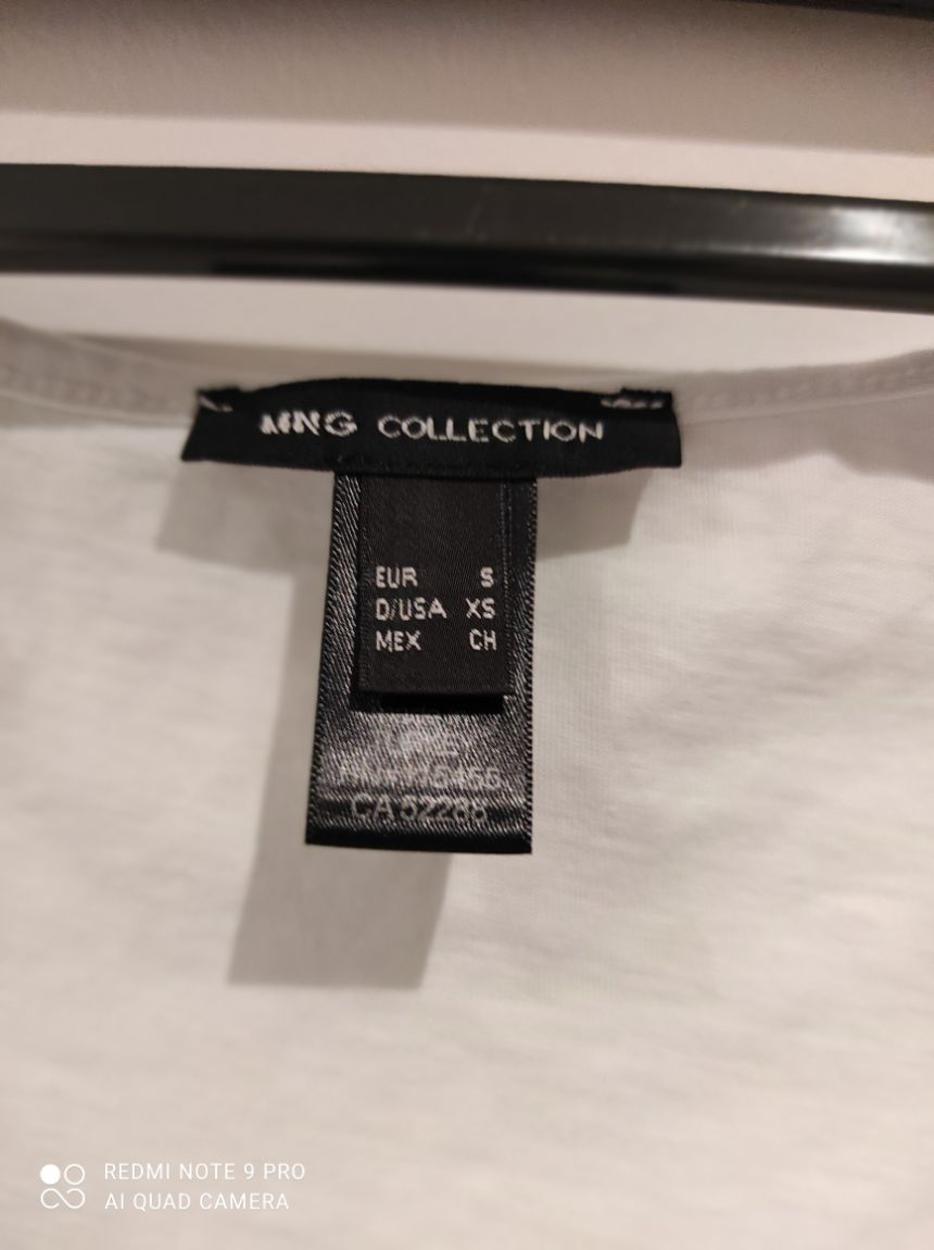 MNG COLLECTION
EUR S
D/USA XS
MEX CH
REDMI NOTE 9 PRO
AI QUAD CAMERA